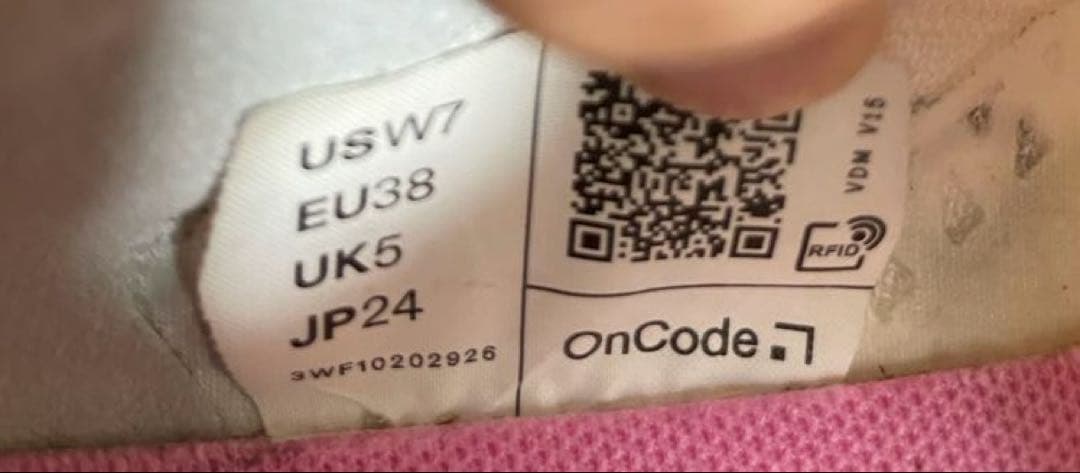 USW7
EU38
UK5
JP24
3WF10202926
VDM V15
RFID
OnCode